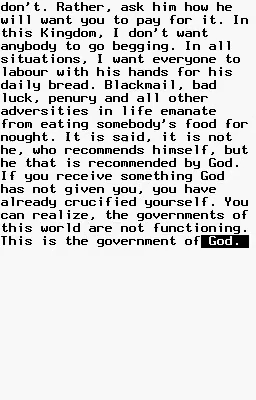 don't. Rather, ask him how he
will want you to pay for it. In
this Kingdom, I don't want
anybody to go begging. In all
situations, I want everyone to
labour with his hands for his
daily bread. Blackmail, bad
luck, penury and all other
adversities in life emanate
from eating somebody's food for
nought. It is said, it is not
he, who recommends himself, but
he that is recommended by God.
If you receive something God
has not given you, you have
already crucified yourself. You
can realize, the governments of
this world are not functioning.
This is the government of God.